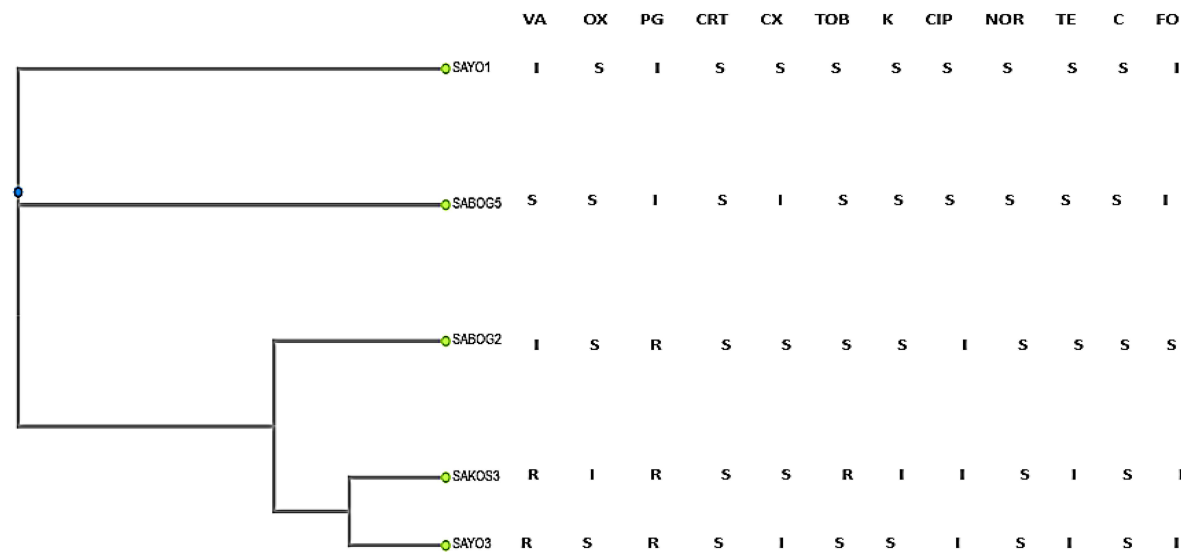 VA OX PG CRT CX TOB K CIP NOR TE C FO
SAYO1 I S I S S S S S S S S I
SABOG5 S S I S I S S S S S S I
SABOG2 I S R S S S S I S S S S
SAKOS3 R I R S S R I I S I S I
SAYO3 R S R S I S S I S I S I